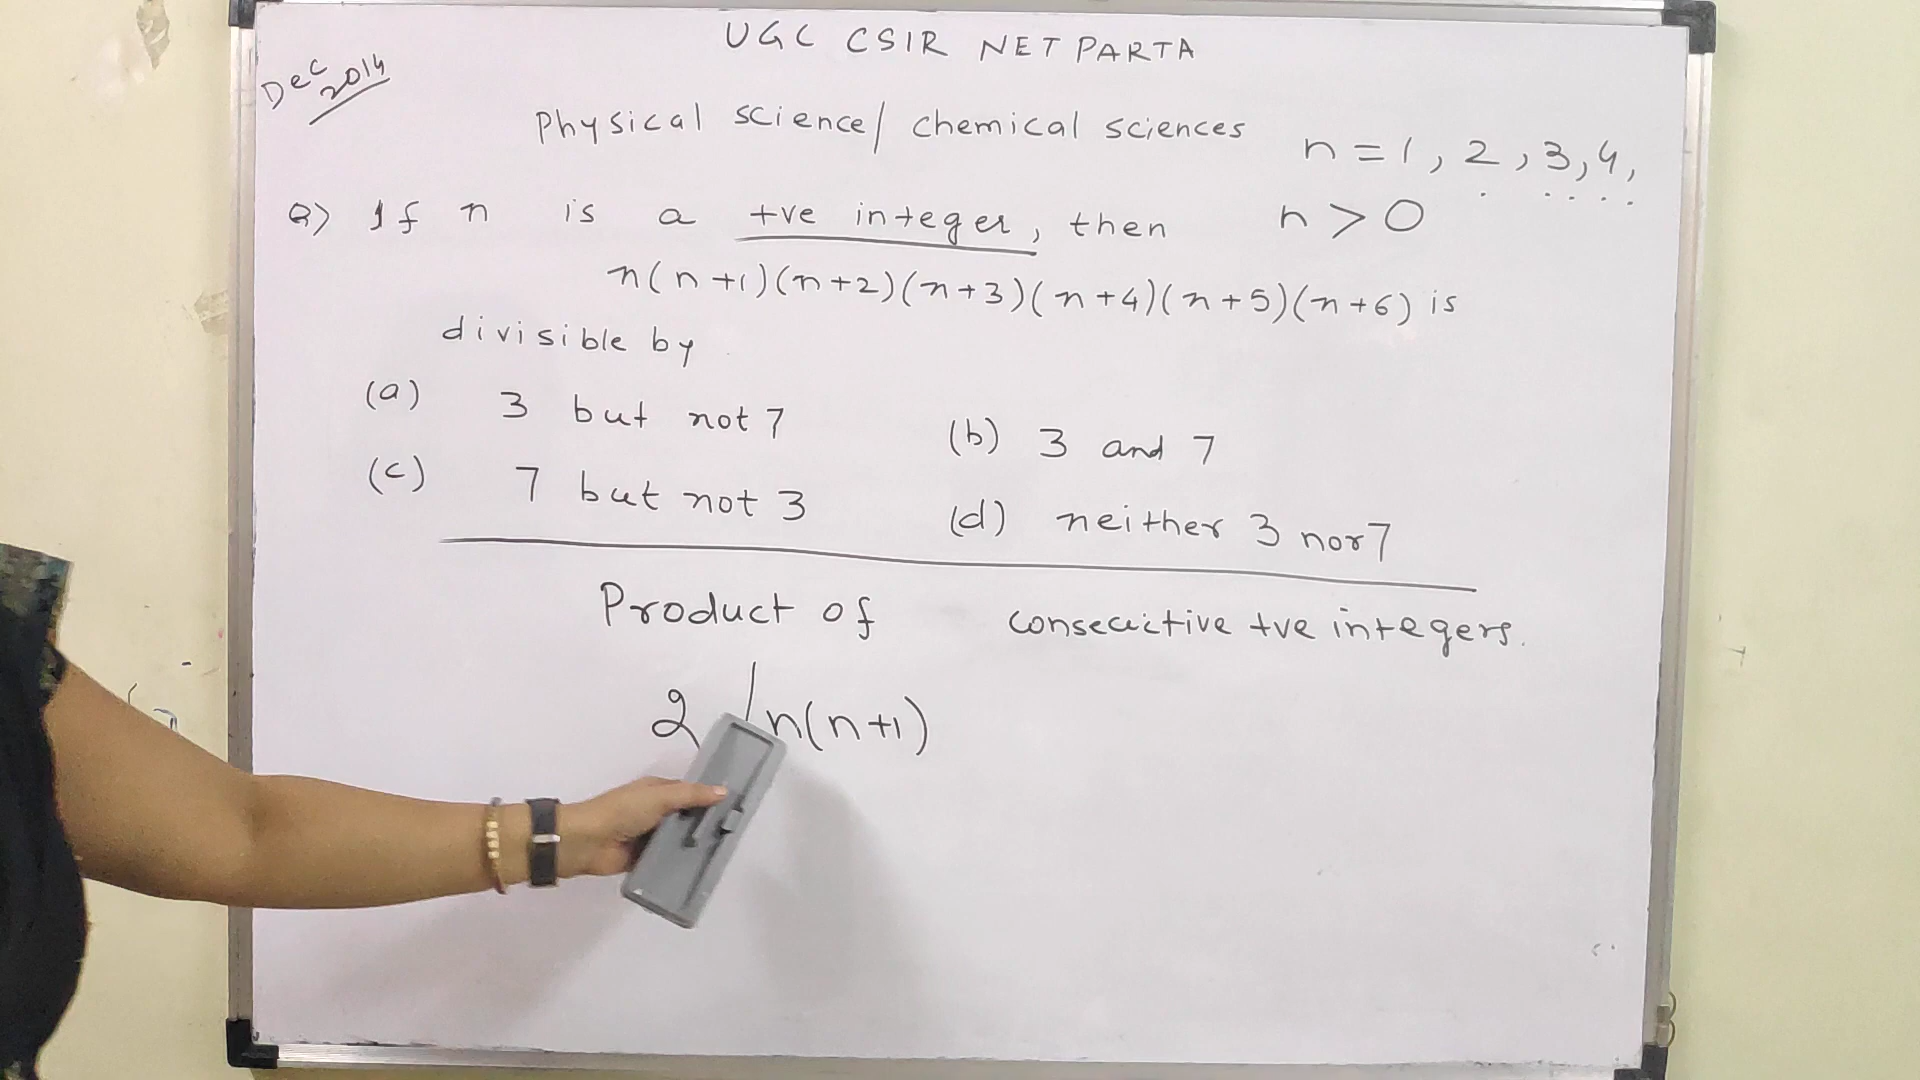 UGC CSIR NET PARTA
Dec 2014
Physical science/ chemical sciences
n = 1, 2, 3, 4, ......
Q) If n is a +ve integer, then
n > 0
n(n+1)(n+2)(n+3)(n+4)(n+5)(n+6) is
divisible by
(a) 3 but not 7
(b) 3 and 7
(c) 7 but not 3
(d) neither 3 nor 7
Product of consecutive +ve integers.
2 | n(n+1)